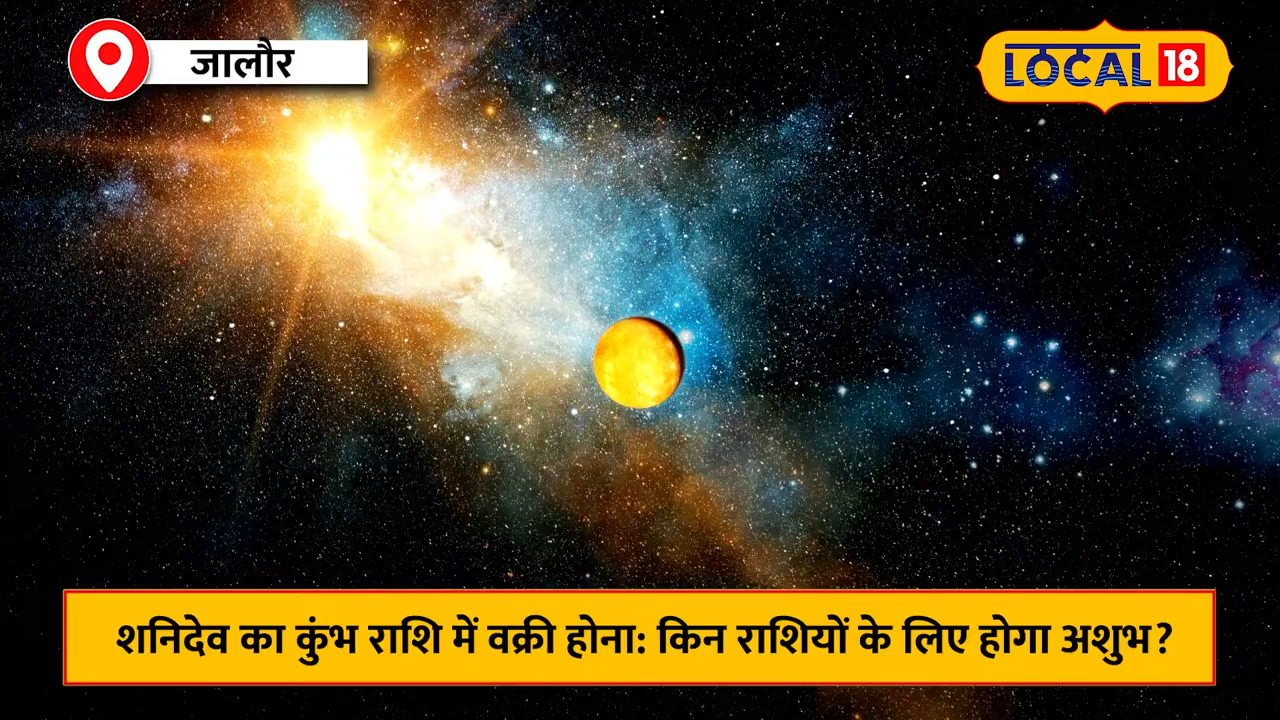 जालौर
LOCAL 18
शनिदेव का कुंभ राशि में वक्री होना: किन राशियों के लिए होगा अशुभ?